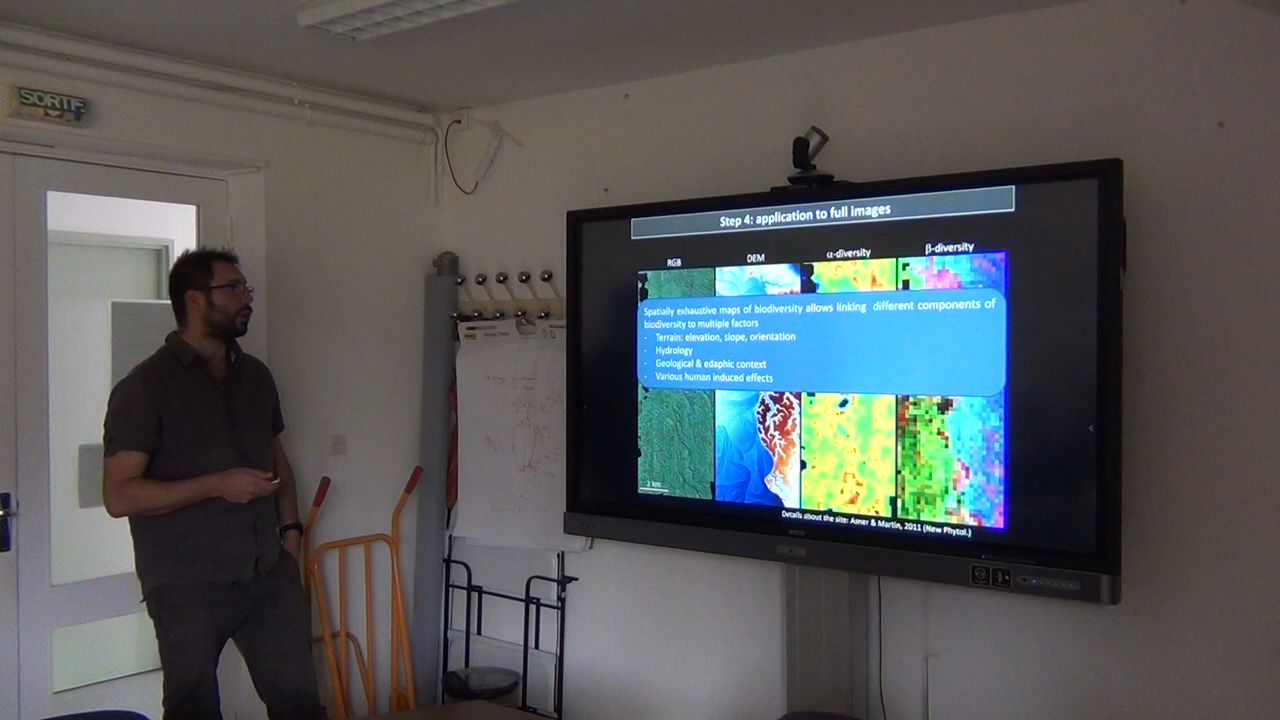 SORTIE
Step 4: application to full images
RGB DEM α-diversity β-diversity
Spatially exhaustive maps of biodiversity allows linking different components of
biodiversity to multiple factors
- Terrain: elevation, slope, orientation
- Hydrology
- Geological & edaphic context
- Various human induced effects
2 km
Details about the site: Asner & Martin, 2011 (New Phytol.)